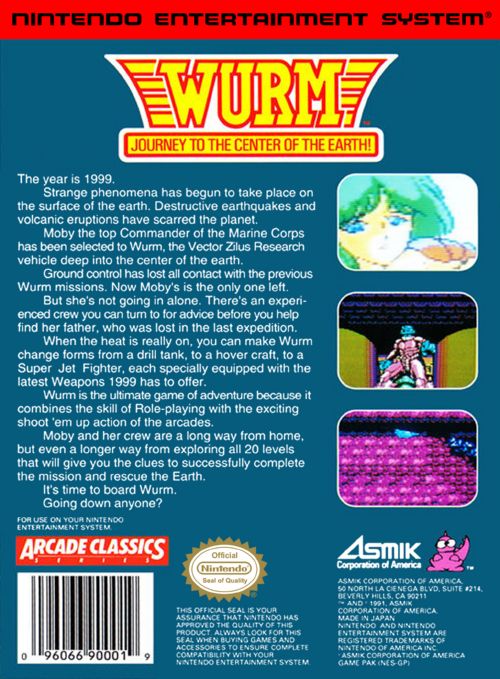 NINTENDO ENTERTAINMENT SYSTEM®
WURM™
JOURNEY TO THE CENTER OF THE EARTH!
The year is 1999.
Strange phenomena has begun to take place on
the surface of the earth. Destructive earthquakes and
volcanic eruptions have scarred the planet.
Moby the top Commander of the Marine Corps
has been selected to Wurm, the Vector Zilus Research
vehicle deep into the center of the earth.
Ground control has lost all contact with the previous
Wurm missions. Now Moby's is the only one left.
But she's not going in alone. There's an experi-
enced crew you can turn to for advice before you help
find her father, who was lost in the last expedition.
When the heat is really on, you can make Wurm
change forms from a drill tank, to a hover craft, to a
Super Jet Fighter, each specially equipped with the
latest Weapons 1999 has to offer.
Wurm is the ultimate game of adventure because it
combines the skill of Role-playing with the exciting
shoot 'em up action of the arcades.
Moby and her crew are a long way from home,
but even a longer way from exploring all 20 levels
that will give you the clues to successfully complete
the mission and rescue the Earth.
It's time to board Wurm.
Going down anyone?
FOR USE ON YOUR NINTENDO
ENTERTAINMENT SYSTEM.
ARCADE CLASSICS
SERIES
0 96066 90001 9
Official
Nintendo
Seal of Quality
THIS OFFICIAL SEAL IS YOUR
ASSURANCE THAT NINTENDO HAS
APPROVED THE QUALITY OF THIS
PRODUCT. ALWAYS LOOK FOR THIS
SEAL WHEN BUYING GAMES AND
ACCESSORIES TO ENSURE COMPLETE
COMPATIBILITY WITH YOUR
NINTENDO ENTERTAINMENT SYSTEM.
ASMIK
Corporation of America
™
ASMIK CORPORATION OF AMERICA,
50 NORTH LA CIENEGA BLVD, SUITE #214,
BEVERLY HILLS, CA 90211
™ AND © 1991, ASMIK
CORPORATION OF AMERICA.
MADE IN JAPAN
NINTENDO AND NINTENDO
ENTERTAINMENT SYSTEM ARE
REGISTERED TRADEMARKS OF
NINTENDO OF AMERICA INC.
©ASMIK CORPORATION OF AMERICA
GAME PAK (NES-GP)